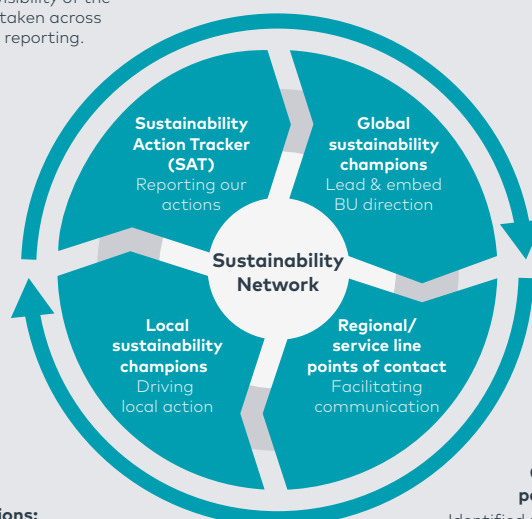 taken across
reporting.
Sustainability
Action Tracker
(SAT)
Reporting our
actions
Global
sustainability
champions
Lead & embed
BU direction
Sustainability
Network
Local
sustainability
champions
Driving
local action
Regional/
service line
points of contact
Facilitating
communication